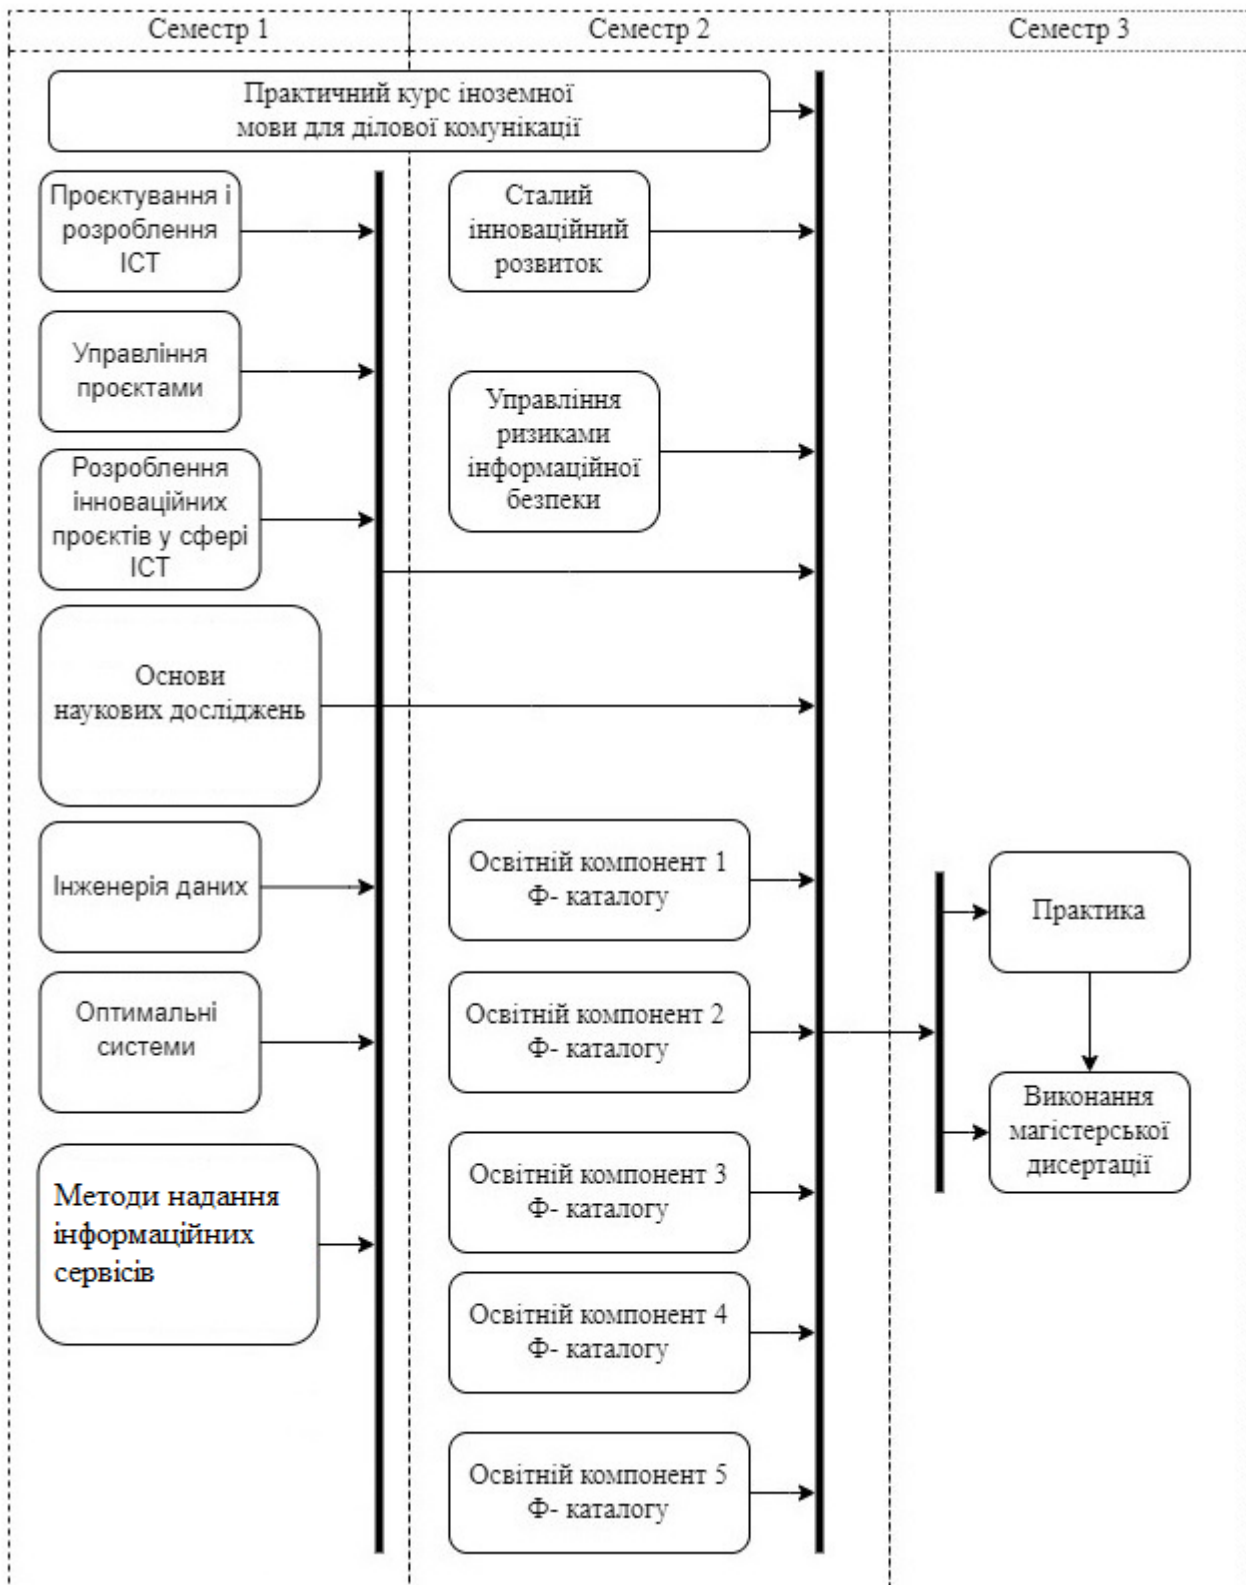 Семестр 1
Семестр 2
Семестр 3
Практичний курс іноземної
мови для ділової комунікації
Проєктування і
розроблення
ІСТ
Управління
проєктами
Розроблення
інноваційних
проєктів у сфері
ІСТ
Основи
наукових досліджень
Інженерія даних
Оптимальні
системи
Методи надання
інформаційних
сервісів
Сталий
інноваційний
розвиток
Управління
ризиками
інформаційної
безпеки
Освітній компонент 1
Ф- каталогу
Освітній компонент 2
Ф- каталогу
Освітній компонент 3
Ф- каталогу
Освітній компонент 4
Ф- каталогу
Освітній компонент 5
Ф- каталогу
Практика
Виконання
магістерської
дисертації